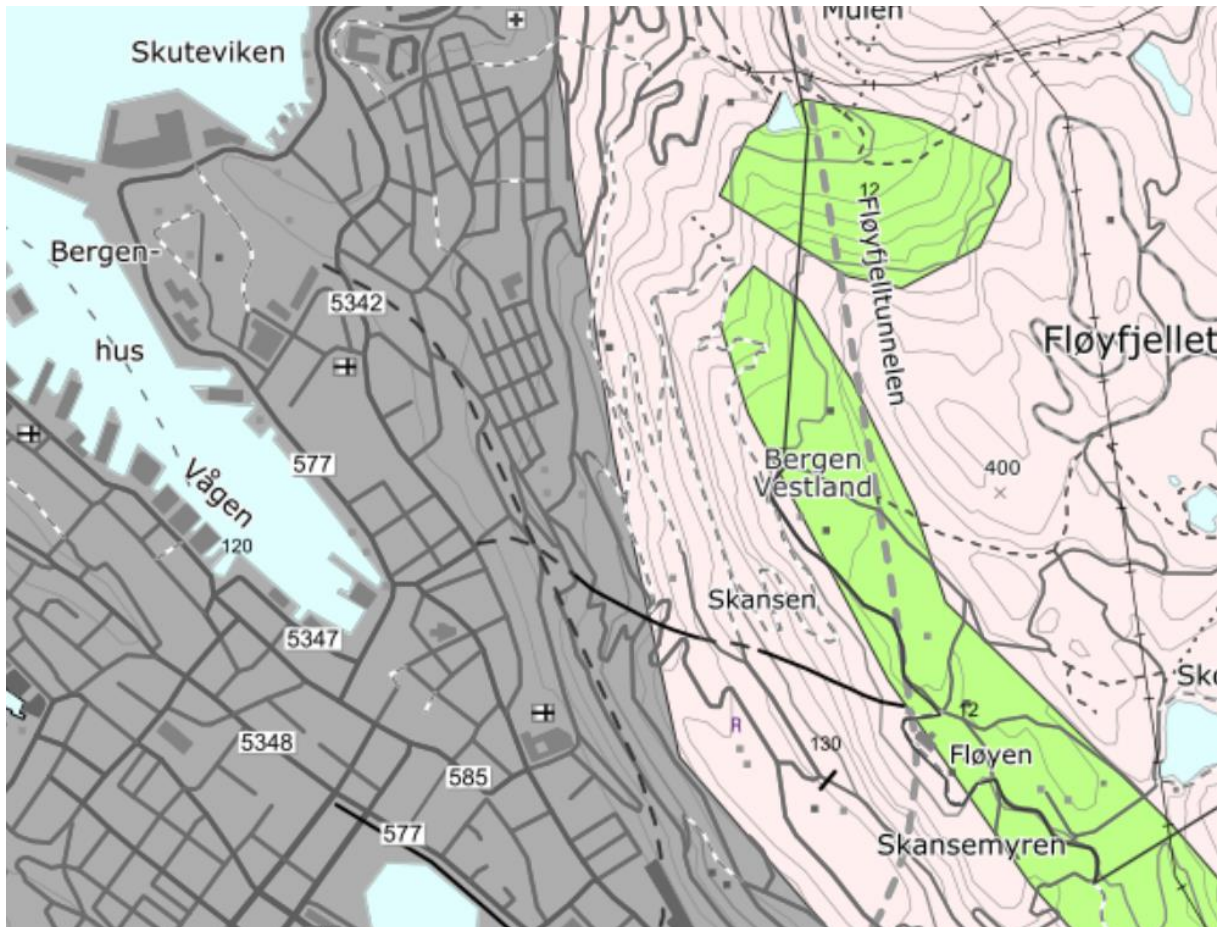 Mulen
Skuteviken
12
Fløyfjelltunnelen
Bergen-
hus
5342
Fløyfjellet
577
Vågen
Bergen
Vestland
400
120
Skansen
5347
R
12
5348
130
Fløyen
585
577
Skansemyren